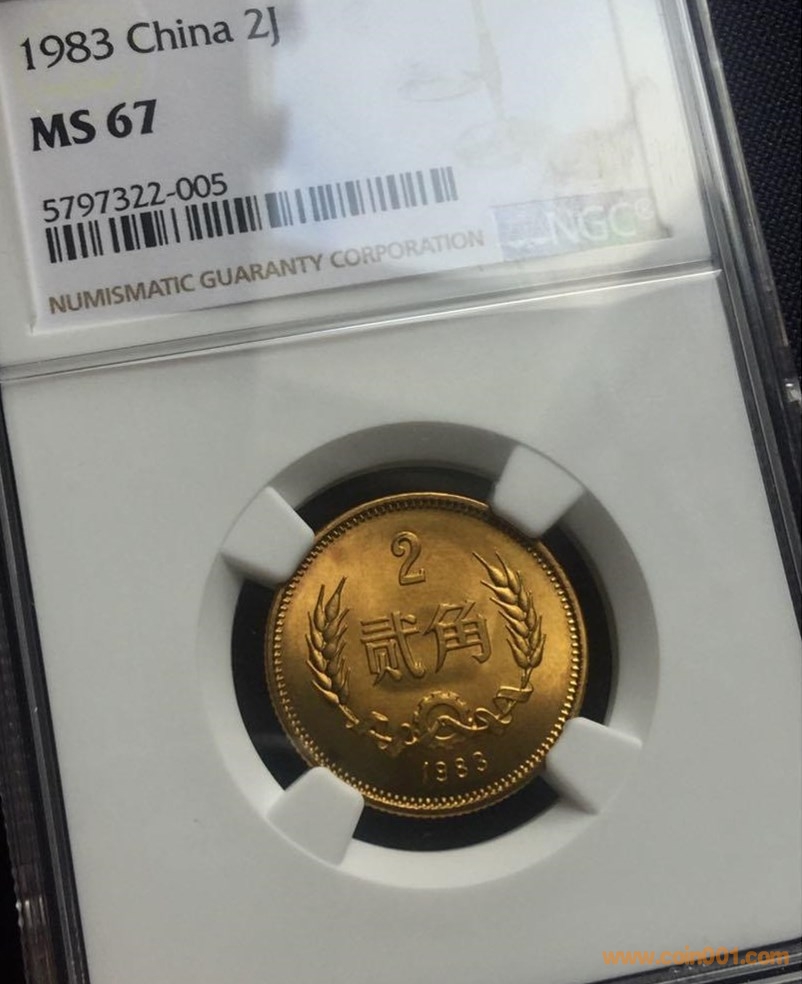 1983 China 2J
MS 67
5797322-005
NUMISMATIC GUARANTY CORPORATION
NGC®
2
贰角
1983
www.coin001.com